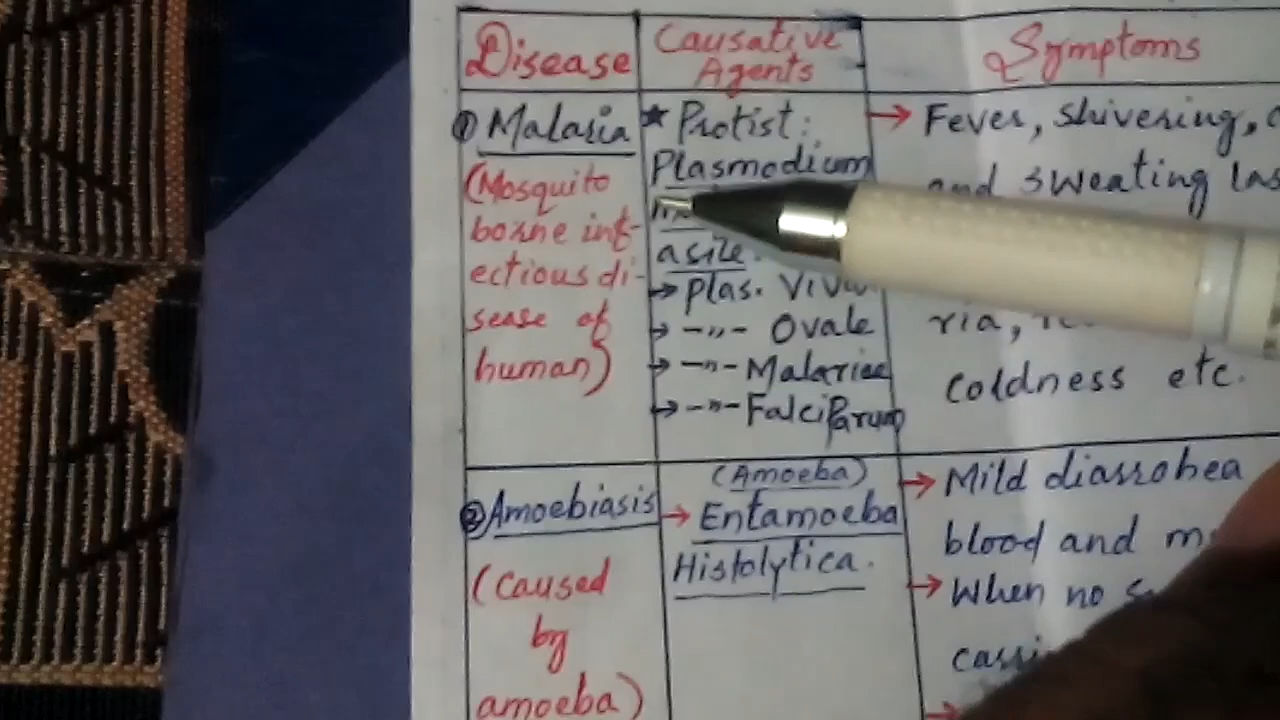 Disease
Causative
Agents
Symptoms
① Malaria
(Mosquito
borne inf-
ectious di-
sease of
human)
★ Protist:
Plasmodium
asite.
→ Plas.
→ -〃- Ovale
→ -〃- Malariae
→ -〃- Falciparum
→ Fever, shivering,
and sweating
coldness etc.
② Amoebiasis
(caused
by
amoeba)
(Amoeba)
→ Entamoeba
Histolytica.
→ Mild diarrohea
blood and
→ When no